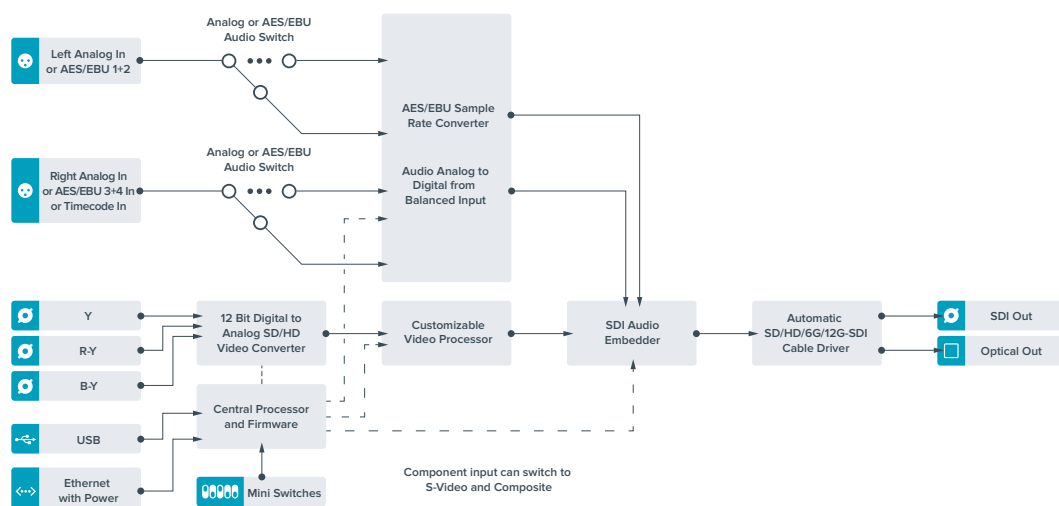 Analog or AES/EBU
Audio Switch
Left Analog In
or AES/EBU 1+2
AES/EBU Sample
Rate Converter
Analog or AES/EBU
Audio Switch
Right Analog In
or AES/EBU 3+4 In
or Timecode In
Audio Analog to
Digital from
Balanced Input
Y
R-Y
B-Y
12 Bit Digital to
Analog SD/HD
Video Converter
Customizable
Video Processor
SDI Audio
Embedder
Automatic
SD/HD/6G/12G-SDI
Cable Driver
SDI Out
Optical Out
Central Processor
and Firmware
USB
Ethernet
with Power
Mini Switches
Component input can switch to
S-Video and Composite